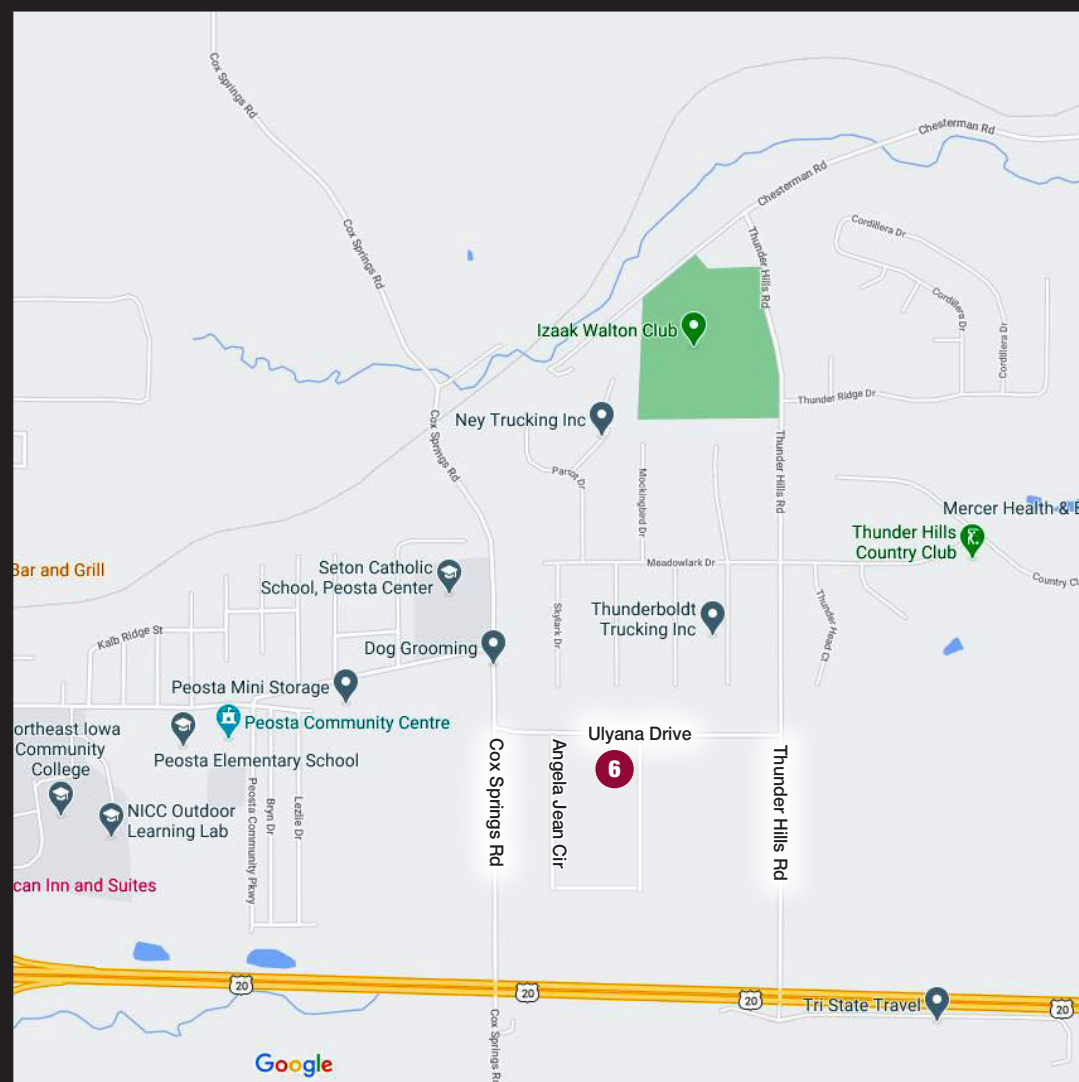 Cox Springs Rd
Chesterman Rd
Chesterman Rd
Cox Springs Rd
Thunder Hills Rd
Cordillera Dr
Cordillera Dr
Cordillera Dr
Izaak Walton Club
Thunder Ridge Dr
Ney Trucking Inc
Cox Springs Rd
Thunder Hills Rd
Parrot Dr
Mockingbird Dr
Mercer Health & E
Thunder Hills
Country Club
Meadowlark Dr
Country Cl
Bar and Grill
Seton Catholic
School, Peosta Center
Skylark Dr
Thunderboldt
Trucking Inc
Thunder Head Ct
Kalb Ridge St
Dog Grooming
Peosta Mini Storage
Peosta Community Centre
ortheast Iowa
Community
College
Peosta Elementary School
Ulyana Drive
6
Cox Springs Rd
Angela Jean Cir
Thunder Hills Rd
NICC Outdoor
Learning Lab
Peosta Community Pkwy
Bryn Dr
Lezlie Dr
can Inn and Suites
20
20
20
20
Tri State Travel
Cox Springs Rd
Google